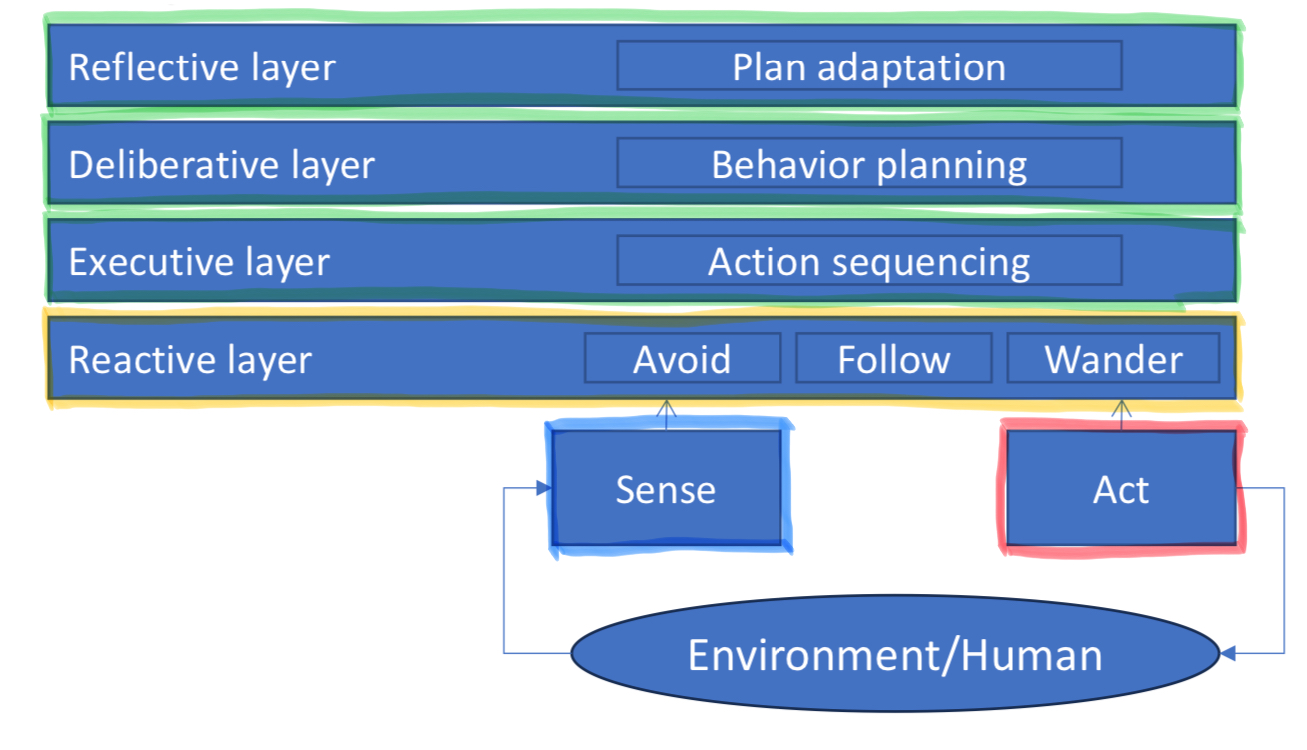 Reflective layer
Plan adaptation
Deliberative layer
Behavior planning
Executive layer
Action sequencing
Reactive layer
Avoid
Follow
Wander
Sense
Act
Environment/Human